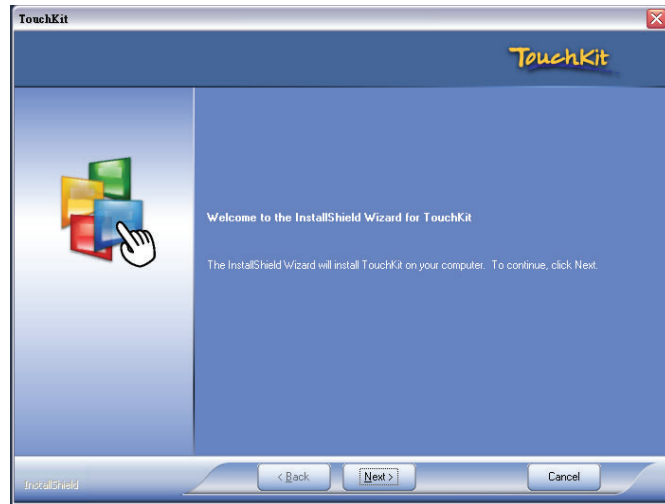 TouchKit
TouchKit
Welcome to the InstallShield Wizard for TouchKit
The InstallShield Wizard will install TouchKit on your computer. To continue, click Next.
InstallShield
< Back
Next >
Cancel